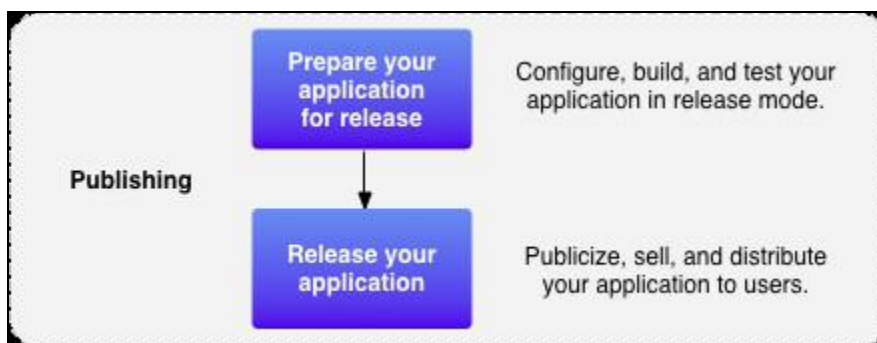 Prepare your
application
for release
Configure, build, and test your
application in release mode.
Publishing
Release your
application
Publicize, sell, and distribute
your application to users.